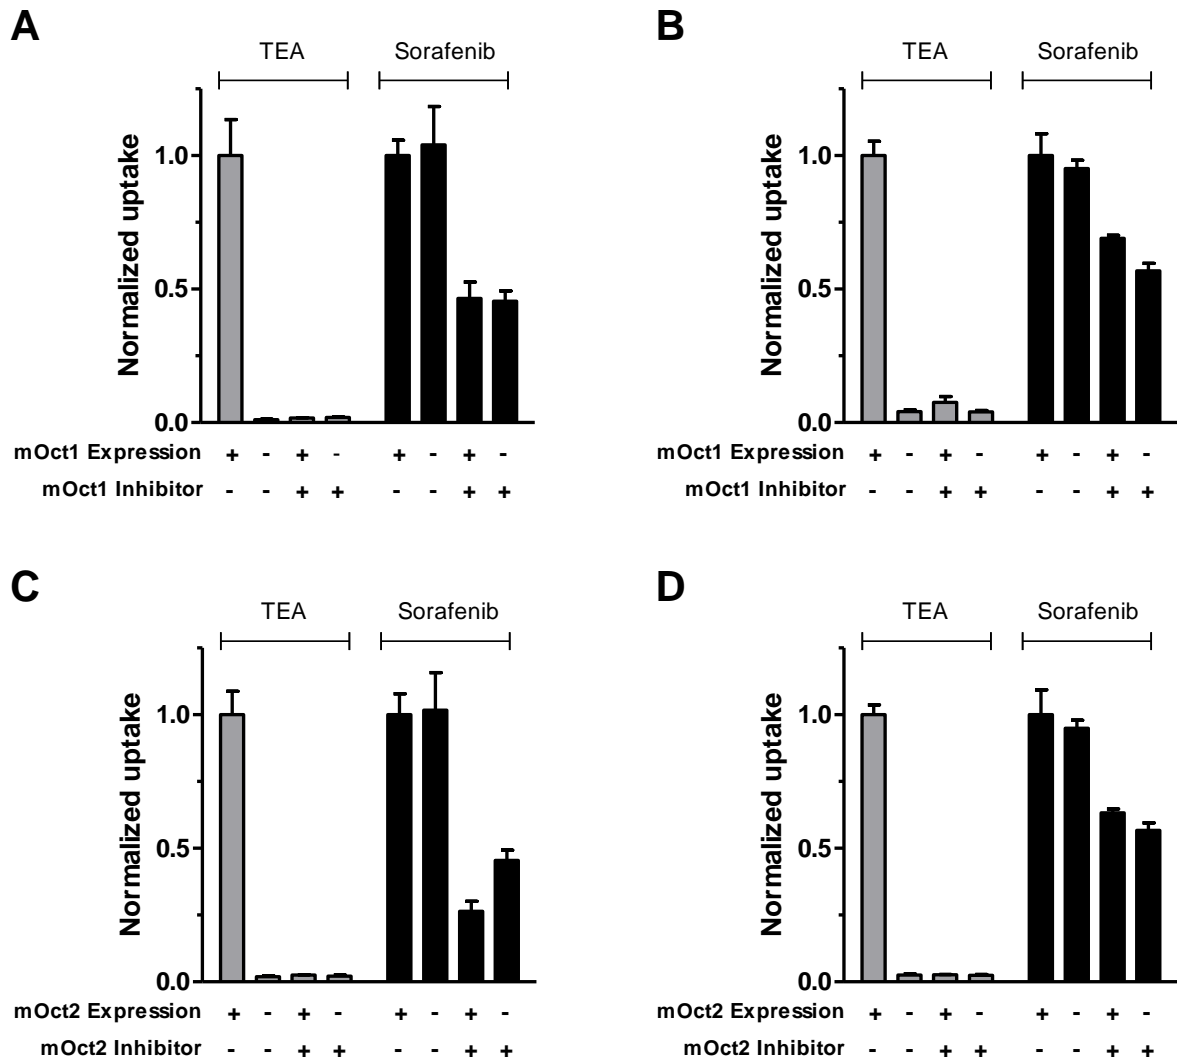 A
B
TEA
Sorafenib
TEA
Sorafenib
Normalized uptake
1.0
0.5
0.0
Normalized uptake
1.0
0.5
0.0
mOct1 Expression + - + - + - + -
mOct1 Inhibitor - - + + - - + +
mOct1 Expression + - + - + - + -
mOct1 Inhibitor - - + + - - + +
C
D
TEA
Sorafenib
TEA
Sorafenib
Normalized uptake
1.0
0.5
0.0
Normalized uptake
1.0
0.5
0.0
mOct2 Expression + - + - + - + -
mOct2 Inhibitor - - + + - - + +
mOct2 Expression + - + - + - + -
mOct2 Inhibitor - - + + - - + +